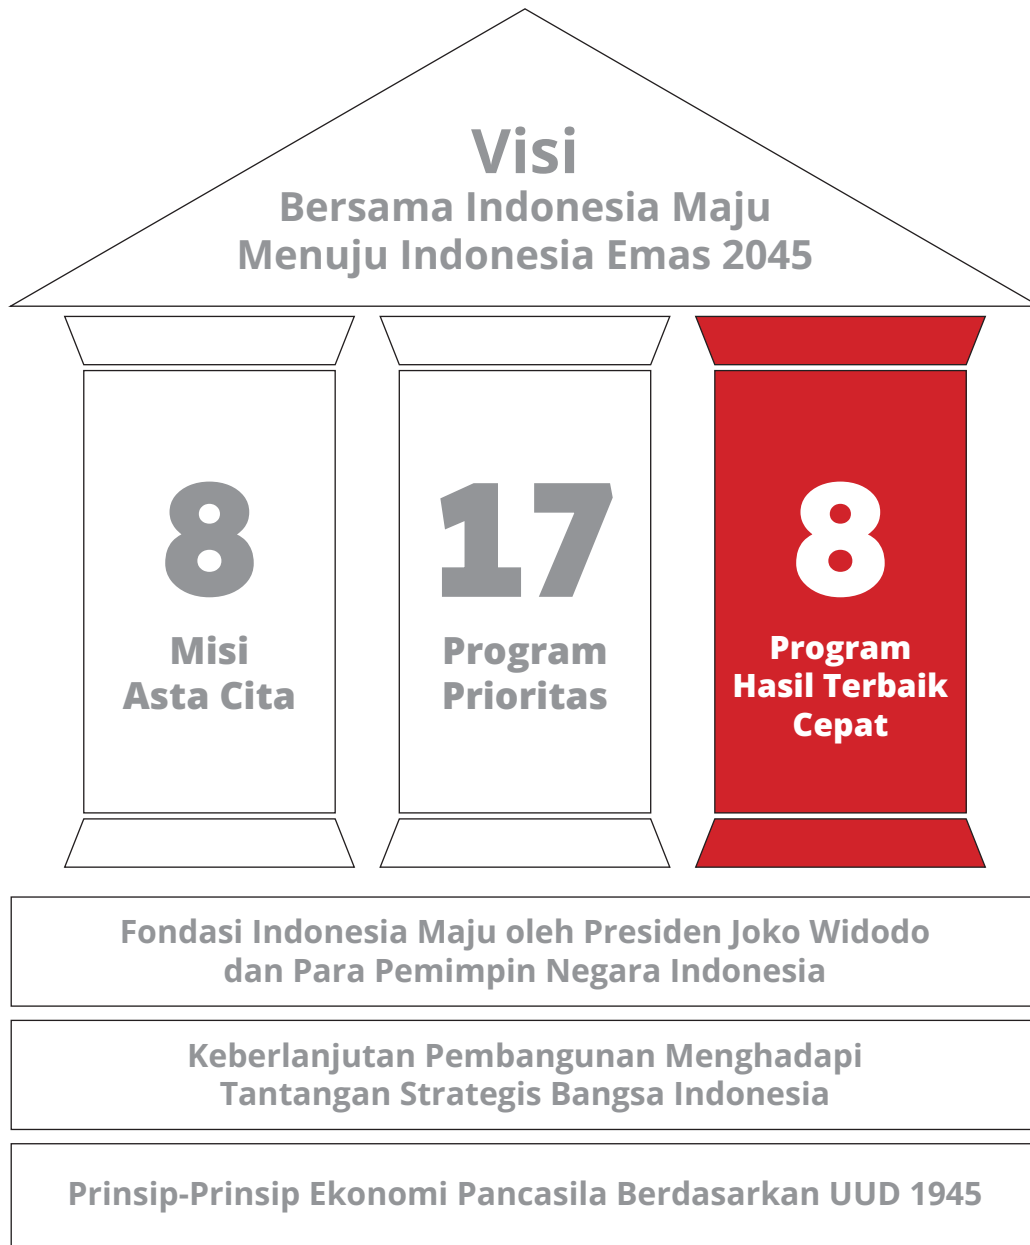 Visi
Bersama Indonesia Maju
Menuju Indonesia Emas 2045
8
Misi
Asta Cita
17
Program
Prioritas
8
Program
Hasil Terbaik
Cepat
Fondasi Indonesia Maju oleh Presiden Joko Widodo
dan Para Pemimpin Negara Indonesia
Keberlanjutan Pembangunan Menghadapi
Tantangan Strategis Bangsa Indonesia
Prinsip-Prinsip Ekonomi Pancasila Berdasarkan UUD 1945